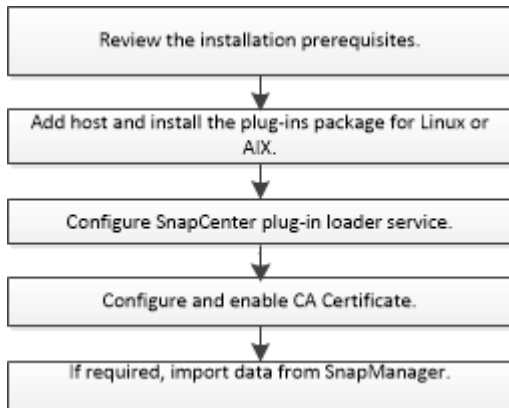 Review the installation prerequisites.
Add host and install the plug-ins package for Linux or
AIX.
Configure SnapCenter plug-in loader service.
Configure and enable CA Certificate.
If required, import data from SnapManager.